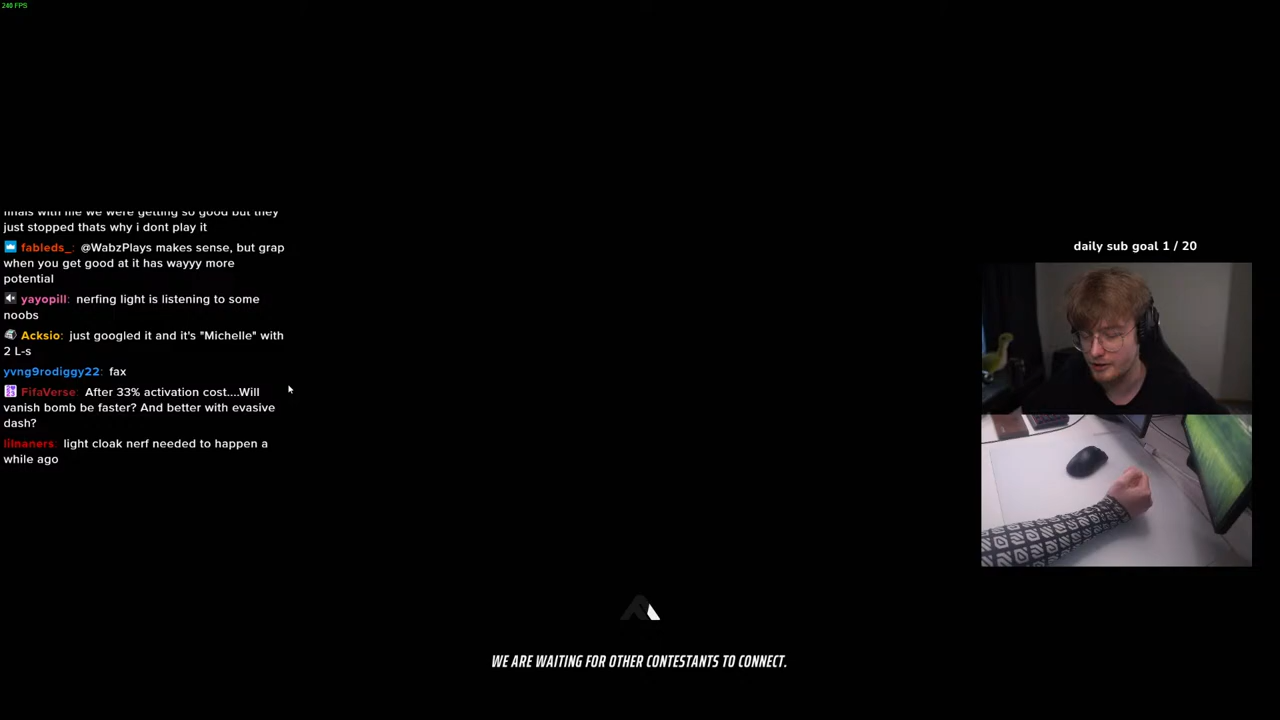 240 FPS
finals with me we were getting so good but they
just stopped thats why i dont play it
fableds_: @WabzPlays makes sense, but grap
when you get good at it has wayyy more
potential
yayopill: nerfing light is listening to some
noobs
Acksio: just googled it and it's "Michelle" with
2 L-s
yvng9rodiggy22: fax
FifaVerse: After 33% activation cost....Will
vanish bomb be faster? And better with evasive
dash?
lilnaners: light cloak nerf needed to happen a
while ago
daily sub goal 1 / 20
WE ARE WAITING FOR OTHER CONTESTANTS TO CONNECT.